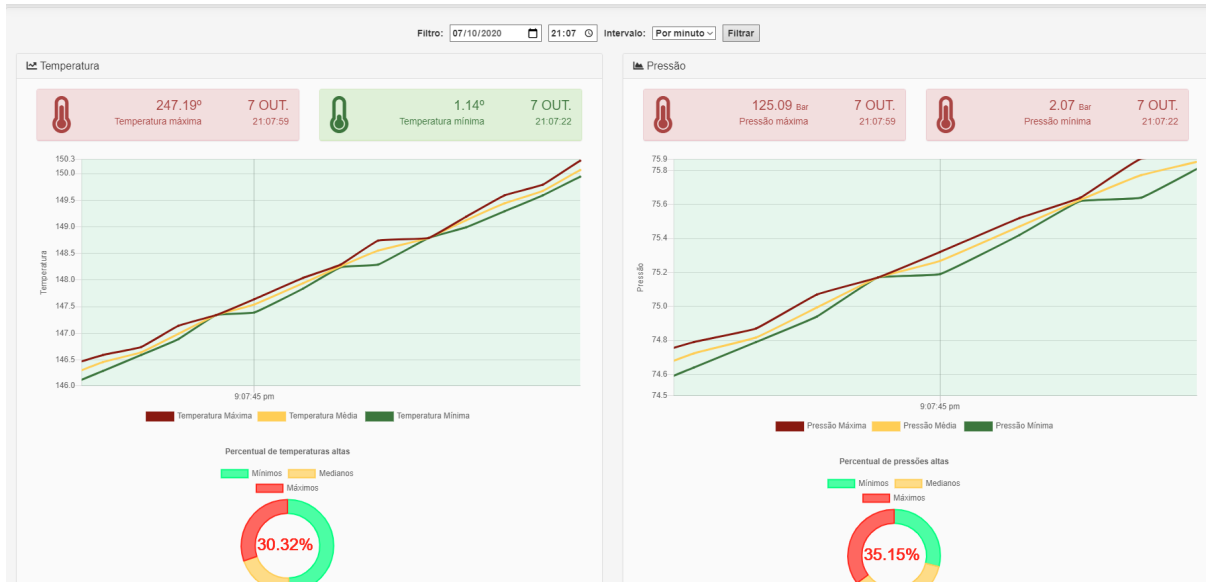 Filtro: 07/10/2020 21:07 Intervalo: Por minuto Filtrar
Temperatura
247.19º 7 OUT.
Temperatura máxima 21:07:59
1.14º 7 OUT.
Temperatura mínima 21:07:22
150.3
150.0
149.5
149.0
148.5
148.0
147.5
147.0
146.5
146.0
Temperatura
9:07:45 pm
Temperatura Máxima Temperatura Média Temperatura Mínima
Percentual de temperaturas altas
Mínimos Medianos
Máximos
30.32%
Pressão
125.09 Bar 7 OUT.
Pressão máxima 21:07:59
2.07 Bar 7 OUT.
Pressão mínima 21:07:22
75.9
75.8
75.6
75.4
75.2
75.0
74.8
74.6
74.5
Pressão
9:07:45 pm
Pressão Máxima Pressão Média Pressão Mínima
Percentual de pressões altas
Mínimos Medianos
Máximos
35.15%